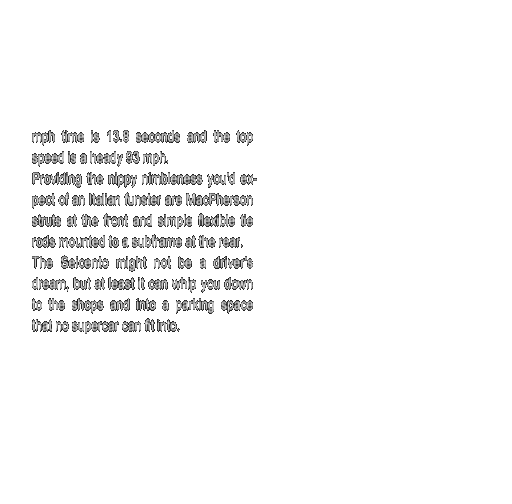 mph time is 13.8 seconds and the top
speed is a heady 93 mph.
Providing the nippy nimbleness you'd ex-
pect of an Italian funster are MacPherson
struts at the front and simple flexible tie
rods mounted to a subframe at the rear.
The Seicento might not be a driver's
dream, but at least it can whip you down
to the shops and into a parking space
that no supercar can fit into.